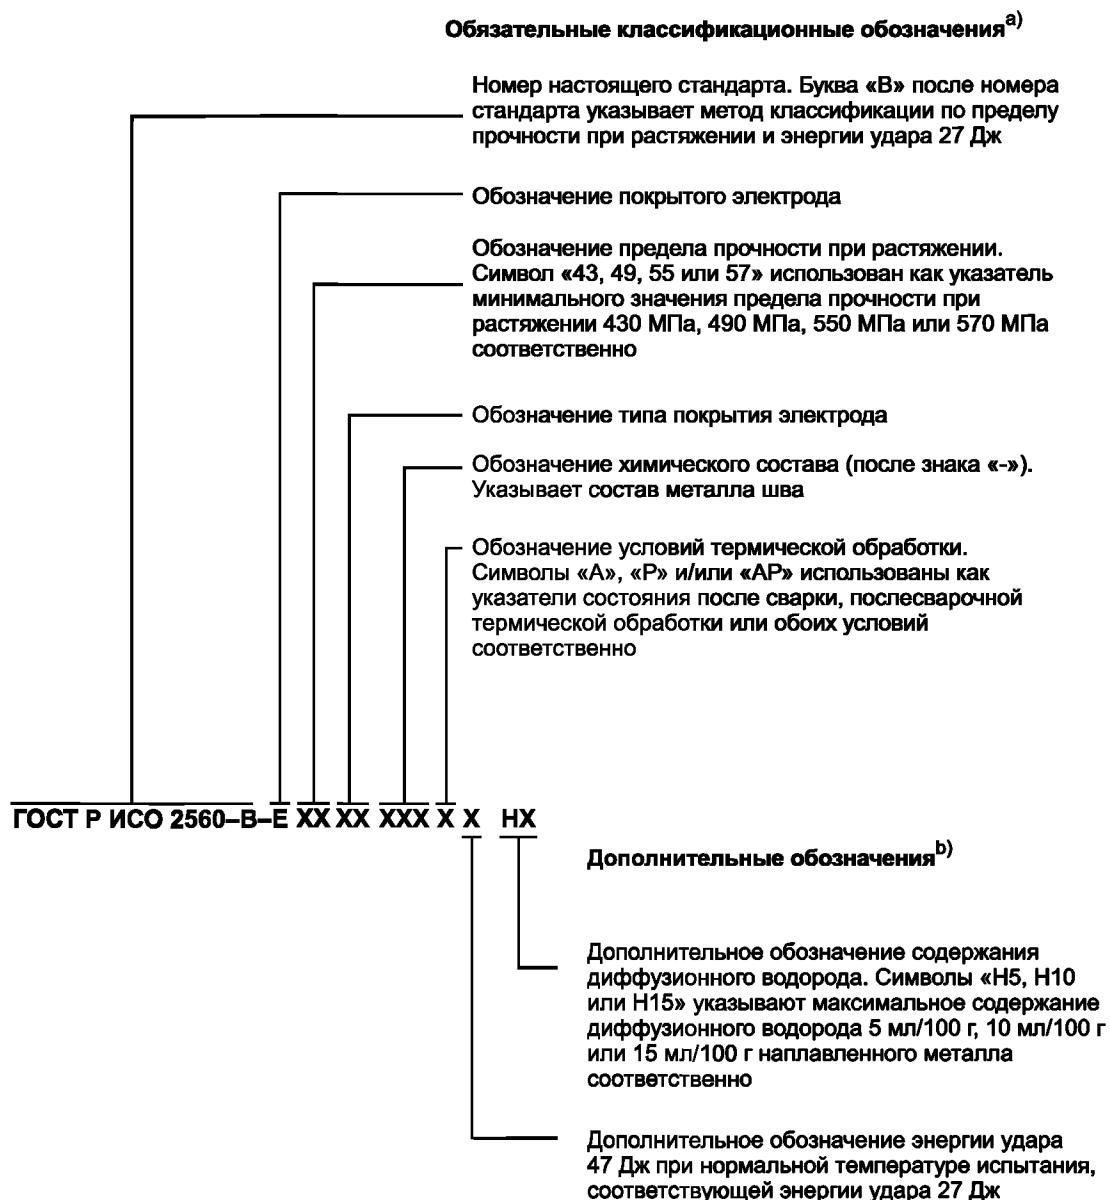 Обязательные классификационные обозначения a)
Номер настоящего стандарта. Буква «В» после номера
стандарта указывает метод классификации по пределу
прочности при растяжении и энергии удара 27 Дж
Обозначение покрытого электрода
Обозначение предела прочности при растяжении.
Символ «43, 49, 55 или 57» использован как указатель
минимального значения предела прочности при
растяжении 430 МПа, 490 МПа, 550 МПа или 570 МПа
соответственно
Обозначение типа покрытия электрода
Обозначение химического состава (после знака «-»).
Указывает состав металла шва
Обозначение условий термической обработки.
Символы «А», «Р» и/или «АР» использованы как
указатели состояния после сварки, послесварочной
термической обработки или обоих условий
соответственно
ГОСТ Р ИСО 2560–В–Е ХХ ХХ ХХХ Х Х НХ
Дополнительные обозначения b)
Дополнительное обозначение содержания
диффузионного водорода. Символы «Н5, Н10
или Н15» указывают максимальное содержание
диффузионного водорода 5 мл/100 г, 10 мл/100 г
или 15 мл/100 г наплавленного металла
соответственно
Дополнительное обозначение энергии удара
47 Дж при нормальной температуре испытания,
соответствующей энергии удара 27 Дж